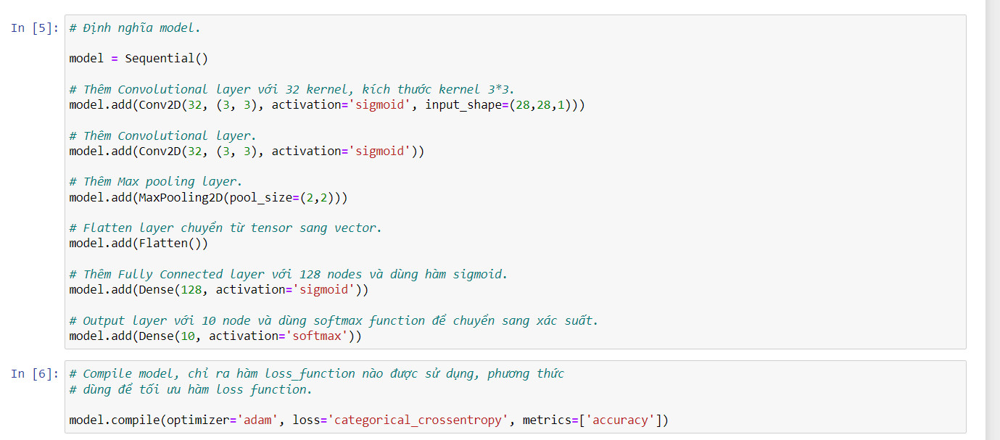 In [5]: # Định nghĩa model.
model = Sequential()
# Thêm Convolutional layer với 32 kernel, kích thước kernel 3*3.
model.add(Conv2D(32, (3, 3), activation='sigmoid', input_shape=(28,28,1)))
# Thêm Convolutional layer.
model.add(Conv2D(32, (3, 3), activation='sigmoid'))
# Thêm Max pooling layer.
model.add(MaxPooling2D(pool_size=(2,2)))
# Flatten layer chuyển từ tensor sang vector.
model.add(Flatten())
# Thêm Fully Connected layer với 128 nodes và dùng hàm sigmoid.
model.add(Dense(128, activation='sigmoid'))
# Output layer với 10 node và dùng softmax function để chuyển sang xác suất.
model.add(Dense(10, activation='softmax'))
In [6]: # Compile model, chỉ ra hàm loss_function nào được sử dụng, phương thức
# dùng để tối ưu hàm loss function.
model.compile(optimizer='adam', loss='categorical_crossentropy', metrics=['accuracy'])